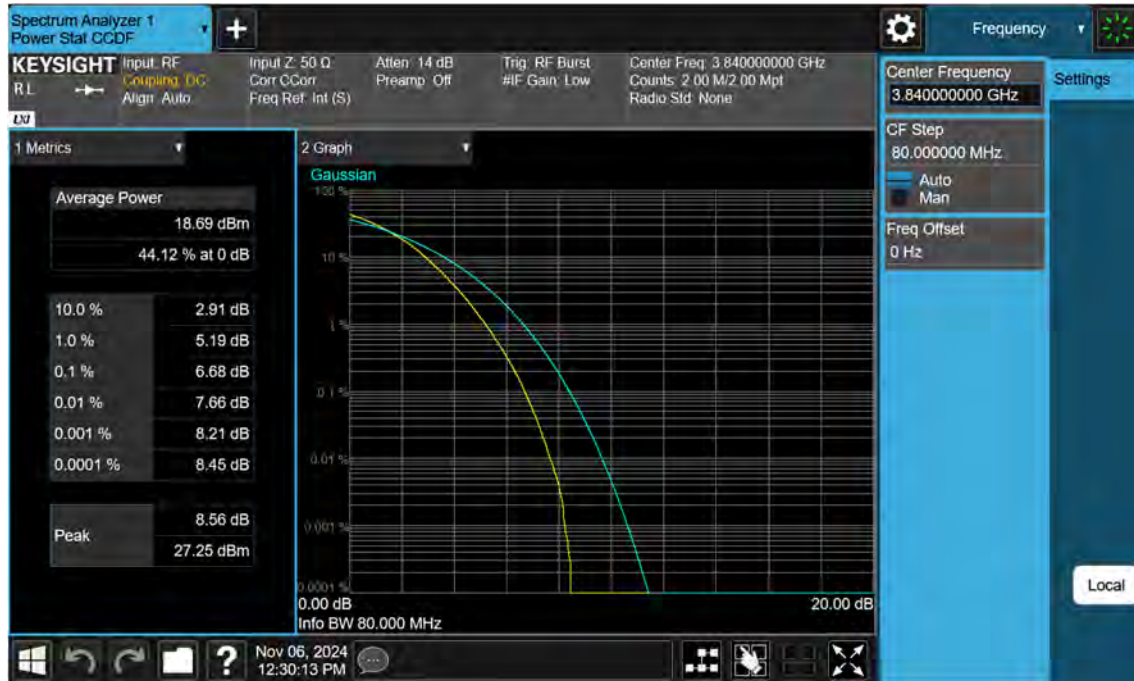 Spectrum Analyzer 1
Power Stat CCDF
+
Frequency
KEYSIGHT
R L
LXI
Input: RF
Coupling: DC
Align: Auto
Input Z: 50 Ω
Corr CCorr
Freq Ref: Int (S)
Atten: 14 dB
Preamp: Off
Trig: RF Burst
#IF Gain: Low
Center Freq: 3.840000000 GHz
Counts: 2.00 M/2.00 Mpt
Radio Std: None
Center Frequency
3.840000000 GHz
Settings
CF Step
80.000000 MHz
Auto
Man
Freq Offset
0 Hz
1 Metrics
Average Power
18.69 dBm
44.12 % at 0 dB
10.0 % 2.91 dB
1.0 % 5.19 dB
0.1 % 6.68 dB
0.01 % 7.66 dB
0.001 % 8.21 dB
0.0001 % 8.45 dB
Peak
8.56 dB
27.25 dBm
2 Graph
Gaussian
100 %
10 %
1 %
0.1 %
0.01 %
0.001 %
0.0001 %
0.00 dB 20.00 dB
Info BW 80.000 MHz
Local
?
Nov 06, 2024
12:30:13 PM